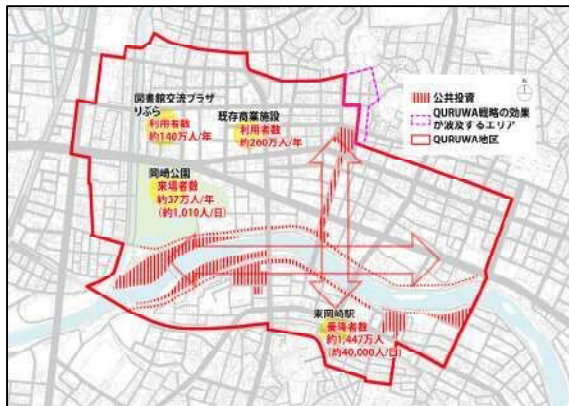 図書館交流プラザ
りぶら
利用者数
約140万人/年
既存商業施設
利用者数
約260万人/年
岡崎公園
来場者数
約37万人/年
(約1,010人/日)
東岡崎駅
乗降者数
約1,447万人
(約40,000人/日)
N
公共投資
QURUWA戦略の効果
が波及するエリア
QURUWA地区